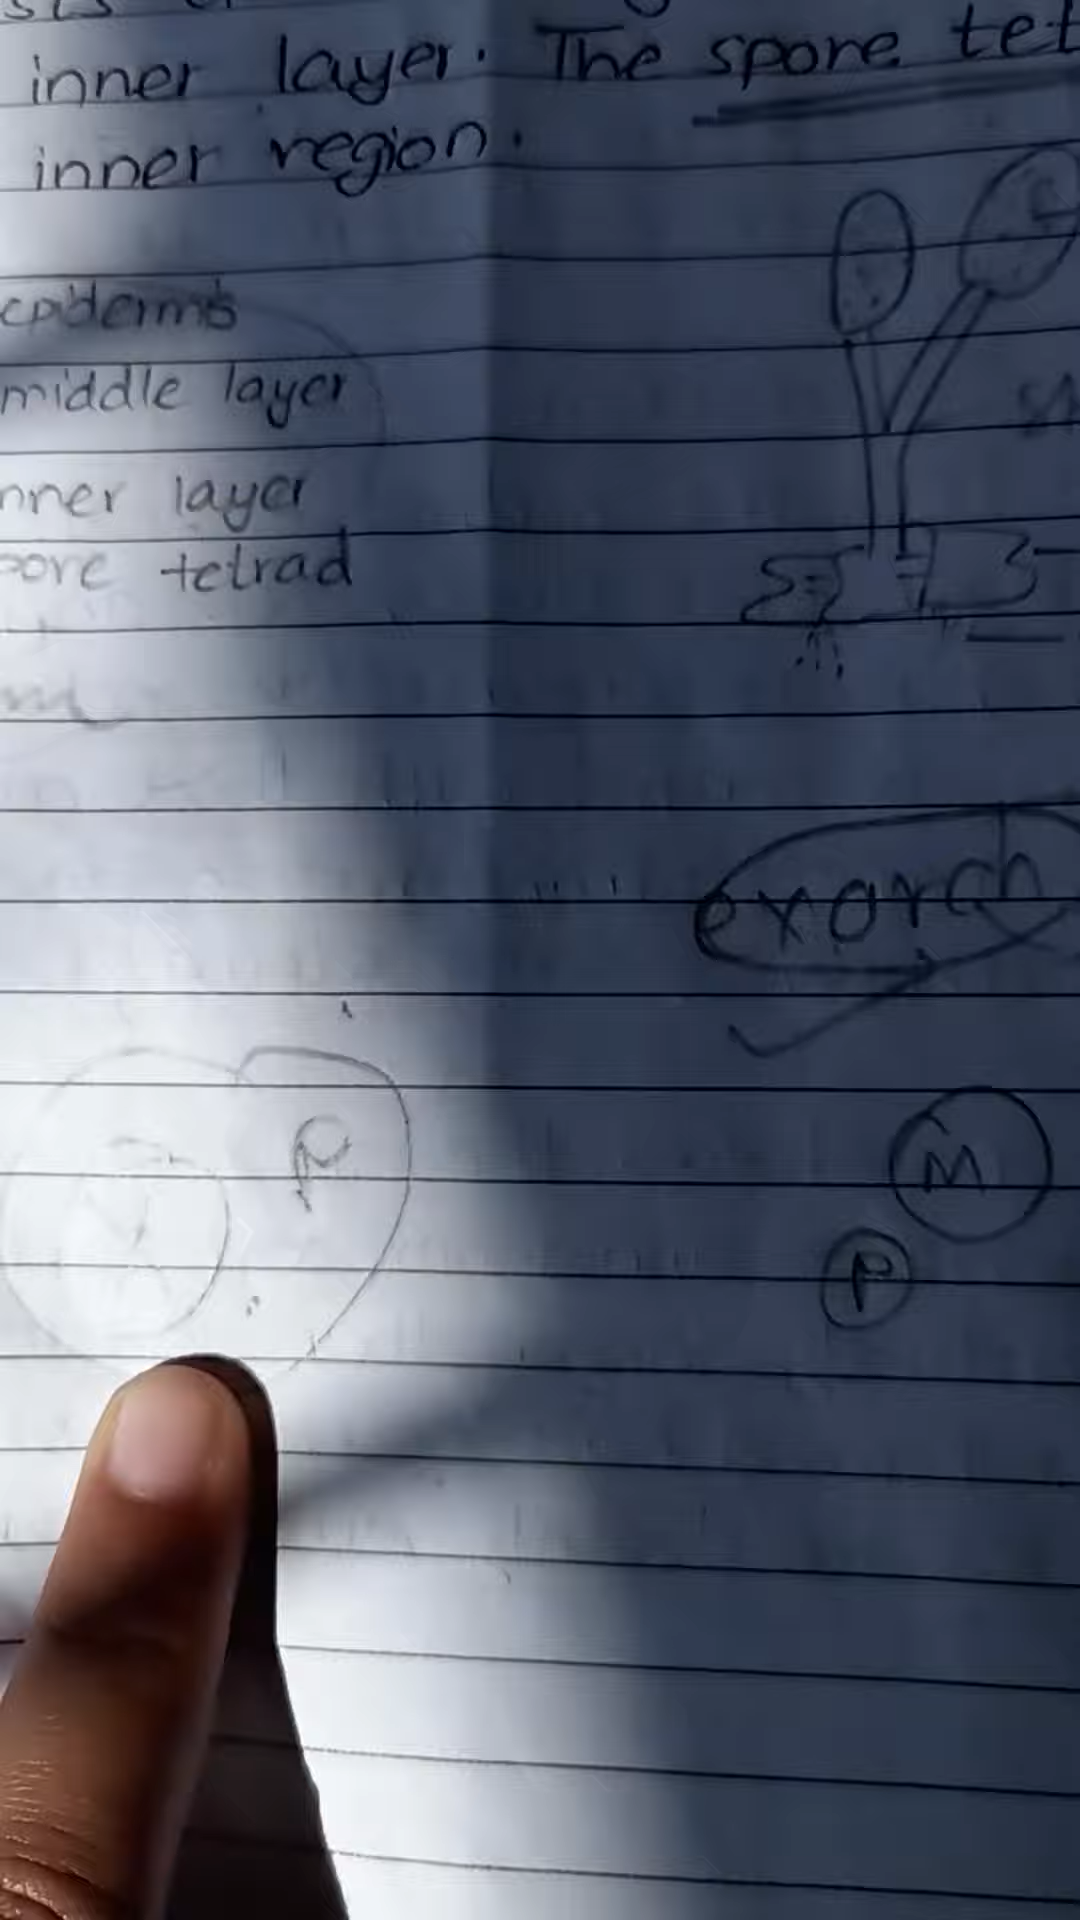 inner layer. The spore tet
inner region.
epidermis
middle layer
nner layer
pore tetrad
exarch
P
M
P